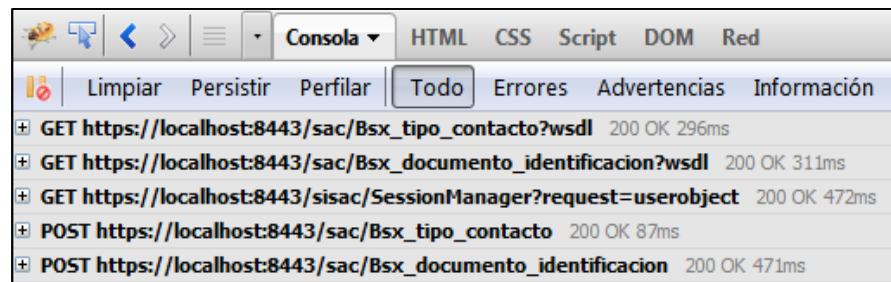 Consola HTML CSS Script DOM Red
Limpiar Persistir Perfilar Todo Errores Advertencias Información
GET https://localhost:8443/sac/Bsx_tipo_contacto?wsdl 200 OK 296ms
GET https://localhost:8443/sac/Bsx_documento_identificacion?wsdl 200 OK 311ms
GET https://localhost:8443/sisac/SessionManager?request=userobject 200 OK 472ms
POST https://localhost:8443/sac/Bsx_tipo_contacto 200 OK 87ms
POST https://localhost:8443/sac/Bsx_documento_identificacion 200 OK 471ms